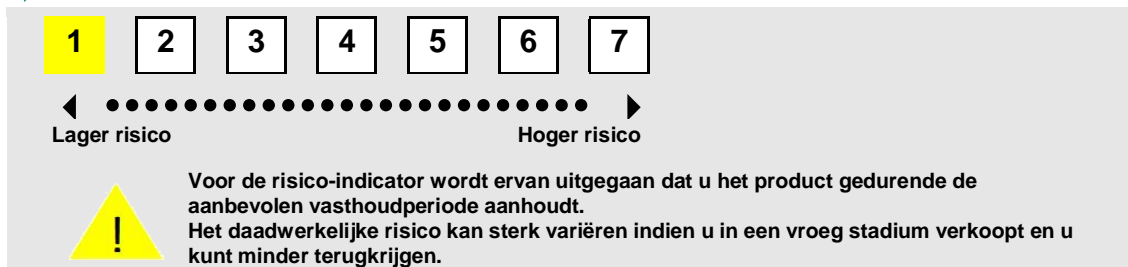 1 2 3 4 5 6 7
Lager risico Hoger risico
Voor de risico-indicator wordt ervan uitgegaan dat u het product gedurende de
aanbevolen vasthoudperiode aanhoudt.
!
Het daadwerkelijke risico kan sterk variëren indien u in een vroeg stadium verkoopt en u
kunt minder terugkrijgen.